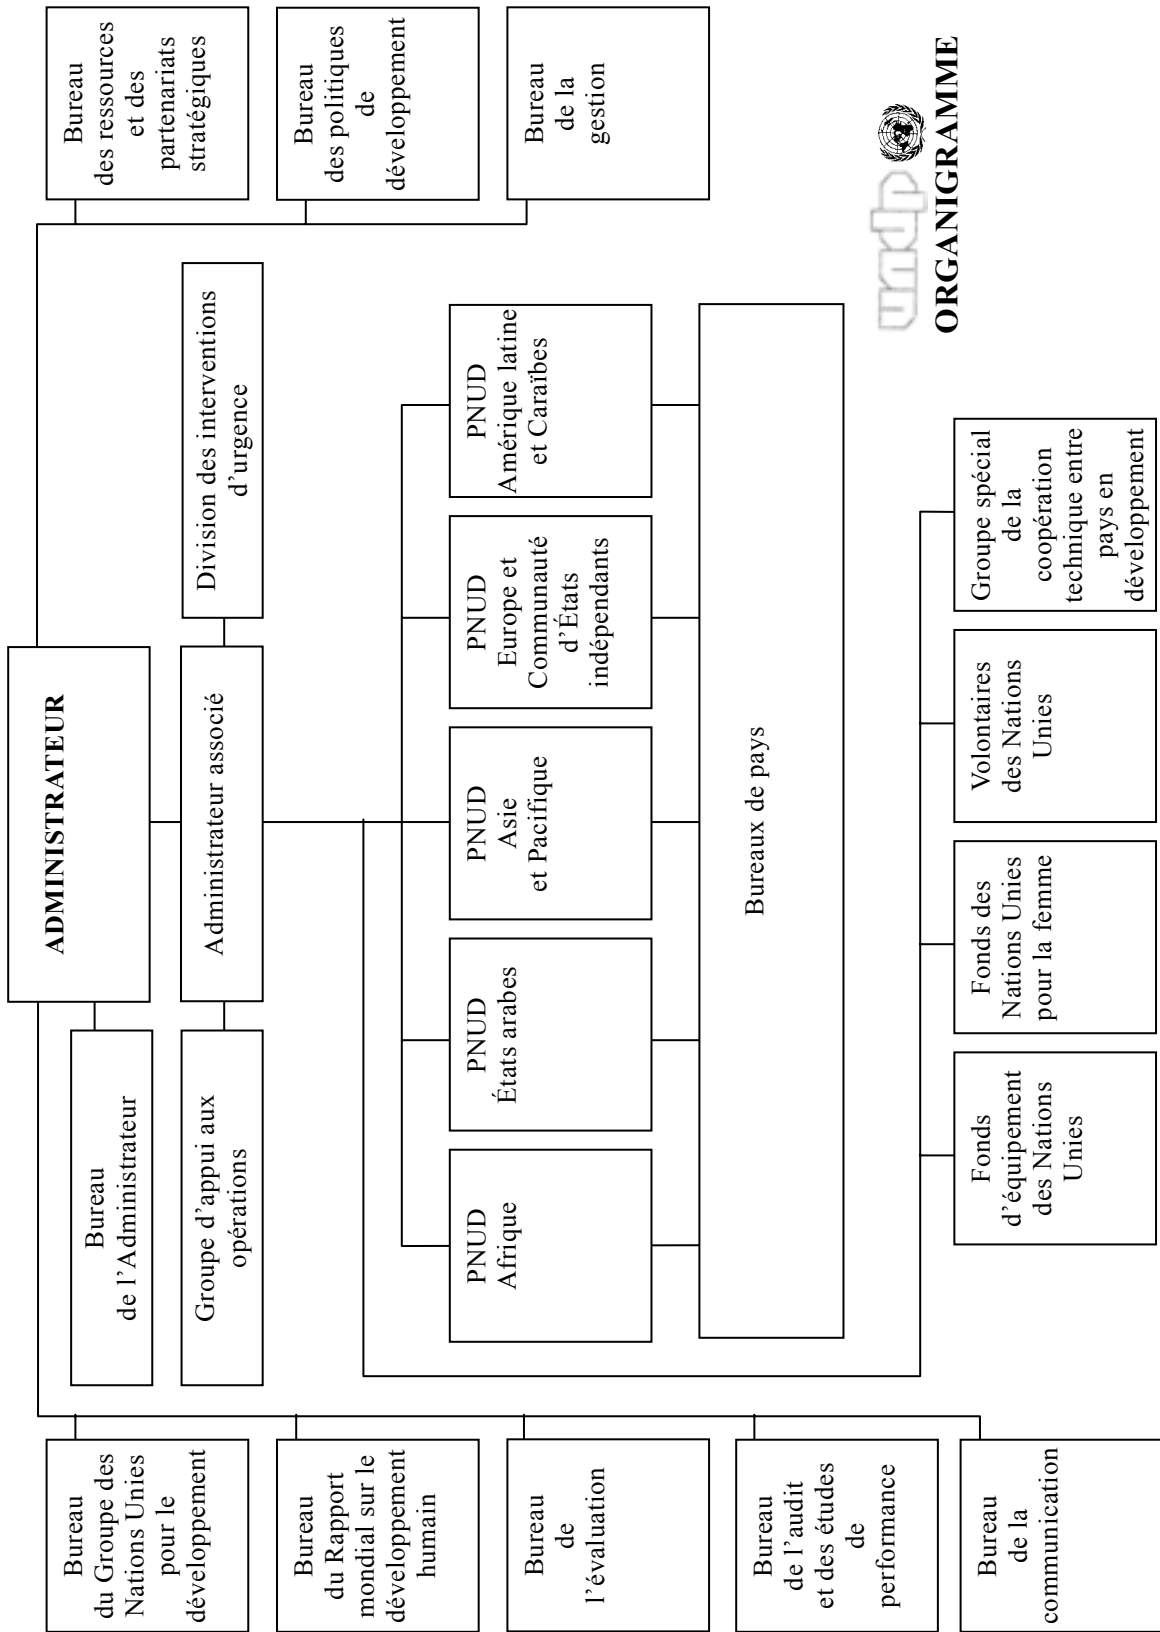 ADMINISTRATEUR
Bureau
de l'Administrateur
Groupe d'appui aux
opérations
Administrateur associé
Division des interventions
d'urgence
Bureau
du Groupe des
Nations Unies
pour le
développement
Bureau
du Rapport
mondial sur le
développement
humain
Bureau
de
l'évaluation
Bureau
de l'audit
et des études
de
performance
Bureau
de la
communication
PNUD
Afrique
PNUD
États arabes
PNUD
Asie
et Pacifique
PNUD
Europe et
Communauté
d'États
indépendants
PNUD
Amérique latine
et Caraïbes
Bureaux de pays
Fonds
d'équipement
des Nations
Unies
Fonds des
Nations Unies
pour la femme
Volontaires
des Nations
Unies
Groupe spécial
de la
coopération
technique entre
pays en
développement
Bureau
des ressources
et des
partenariats
stratégiques
Bureau
des politiques
de
développement
Bureau
de la
gestion
undp
ORGANIGRAMME